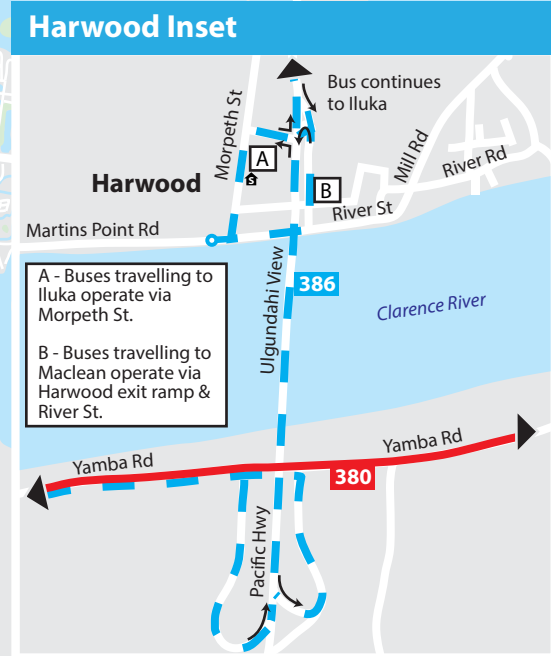 Harwood Inset
Bus continues
to Iluka
Morpeth St
A
Harwood
B
Mill Rd
River Rd
River St
Martins Point Rd
A - Buses travelling to
Iluka operate via
Morpeth St.
B - Buses travelling to
Maclean operate via
Harwood exit ramp &
River St.
Ulgundahi View
386
Clarence River
Yamba Rd
Yamba Rd
380
Pacific Hwy